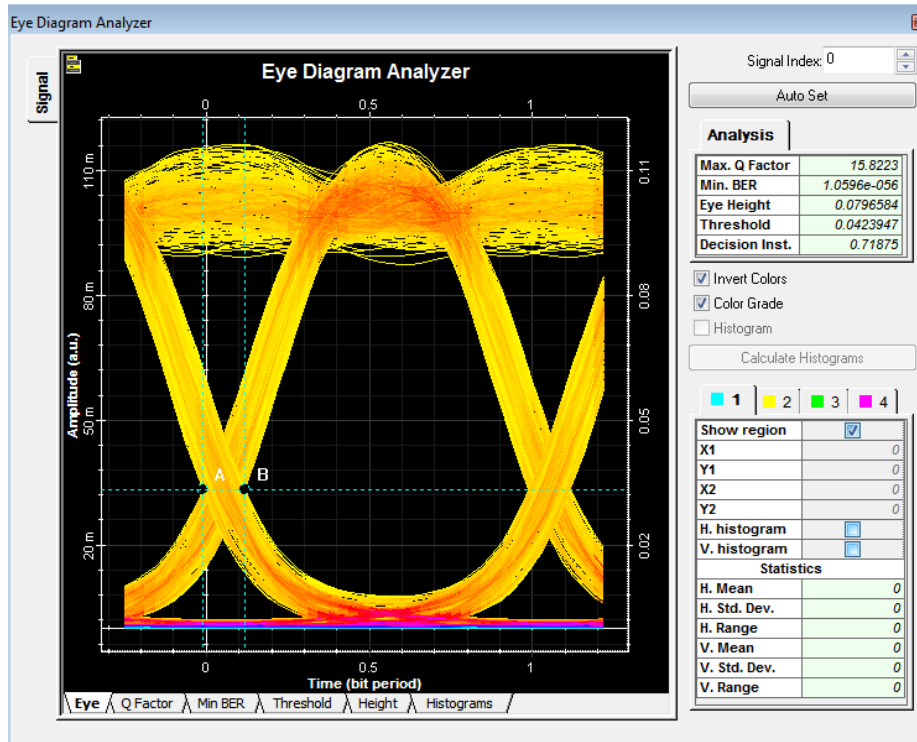 Eye Diagram Analyzer
Signal
Eye Diagram Analyzer
0 0.5 1
110 m
80 m
50 m
20 m
Amplitude (a.u.)
0.11
0.08
0.05
0.02
A B
0 0.5 1
Time (bit period)
Eye Q Factor Min BER Threshold Height Histograms
Signal Index: 0
Auto Set
Analysis
Max. Q Factor 15.8223
Min. BER 1.0596e-056
Eye Height 0.0796584
Threshold 0.0423947
Decision Inst. 0.71875
Invert Colors
Color Grade
Histogram
Calculate Histograms
1 2 3 4
Show region
X1 0
Y1 0
X2 0
Y2 0
H. histogram
V. histogram
Statistics
H. Mean 0
H. Std. Dev. 0
H. Range 0
V. Mean 0
V. Std. Dev. 0
V. Range 0